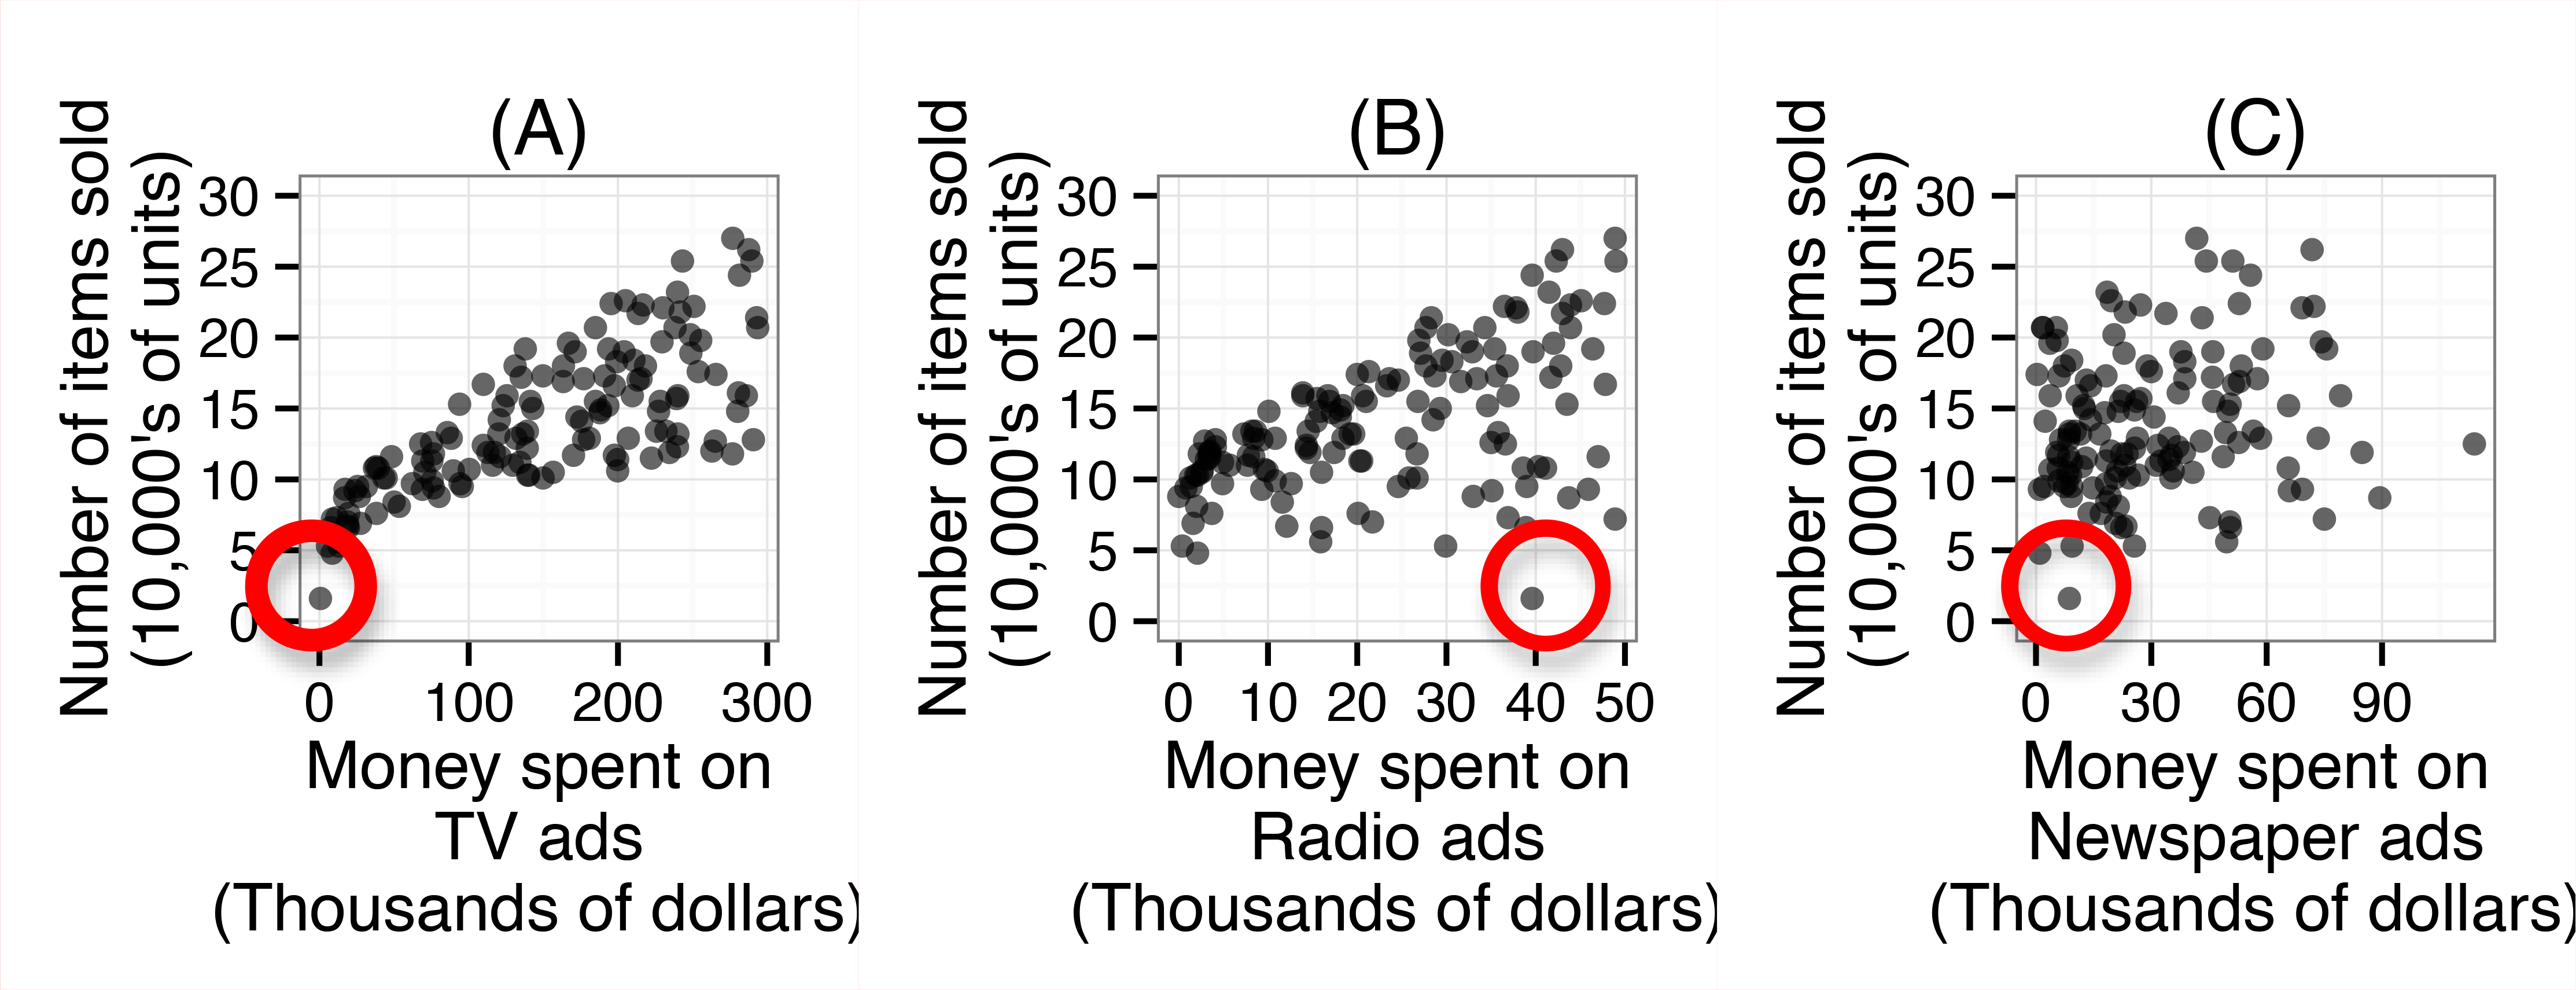 (A)
Number of items sold
(10,000's of units)
30
25
20
15
10
5
0
0 100 200 300
Money spent on
TV ads
(Thousands of dollars)
(B)
Number of items sold
(10,000's of units)
30
25
20
15
10
5
0
0 10 20 30 40 50
Money spent on
Radio ads
(Thousands of dollars)
(C)
Number of items sold
(10,000's of units)
30
25
20
15
10
5
0
0 30 60 90
Money spent on
Newspaper ads
(Thousands of dollars)